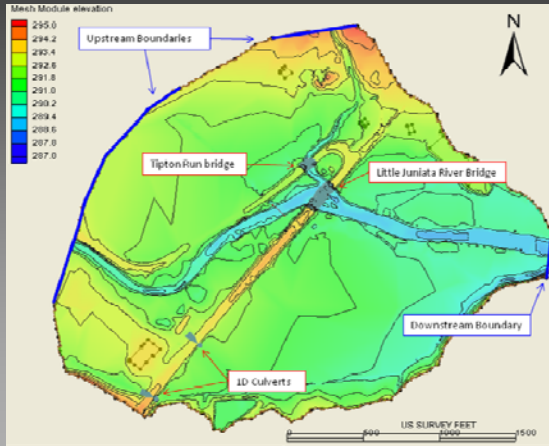 Mesh Module elevation
295.0
294.2
293.4
292.6
291.8
291.0
290.2
289.4
288.6
287.8
287.0
Upstream Boundaries
N
Tipton Run bridge
Little Juniata River Bridge
Downstream Boundary
1D Culverts
US SURVEY FEET
0 500 1000 1500